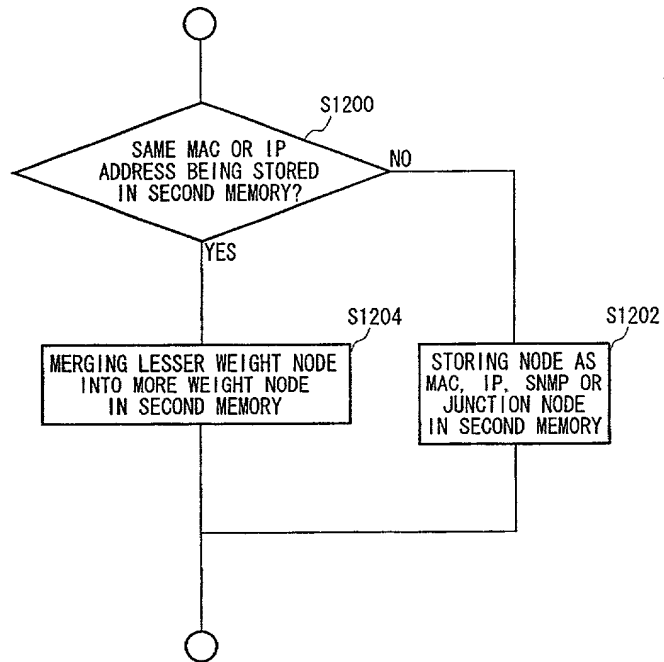 S1200
SAME MAC OR IP
ADDRESS BEING STORED
IN SECOND MEMORY?
NO
YES
S1204
MERGING LESSER WEIGHT NODE
INTO MORE WEIGHT NODE
IN SECOND MEMORY
S1202
STORING NODE AS
MAC, IP, SNMP OR
JUNCTION NODE
IN SECOND MEMORY